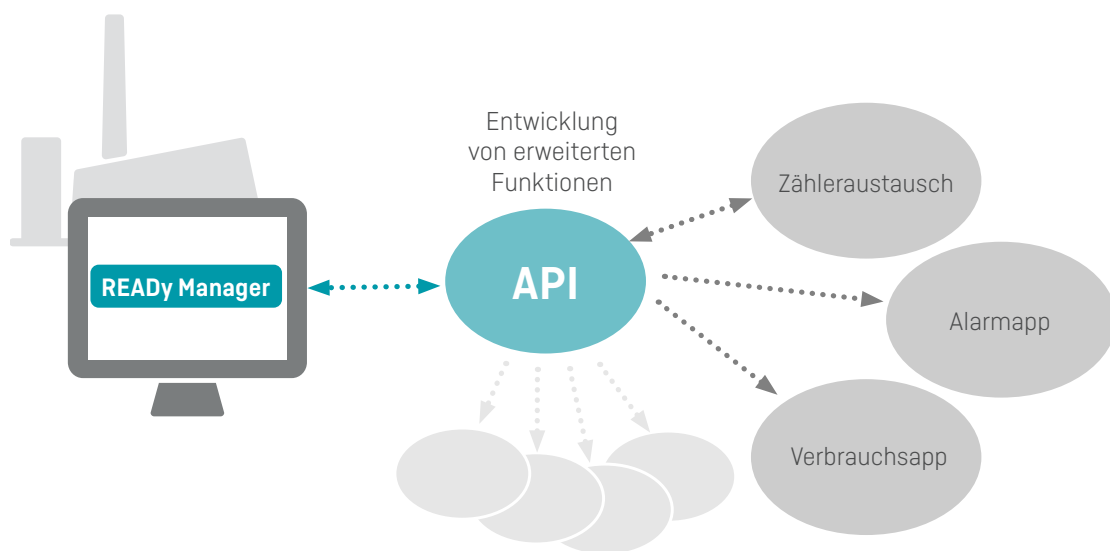 Entwicklung
von erweiterten
Funktionen
Zähleraustausch
READy Manager
API
Alarmapp
Verbrauchsapp